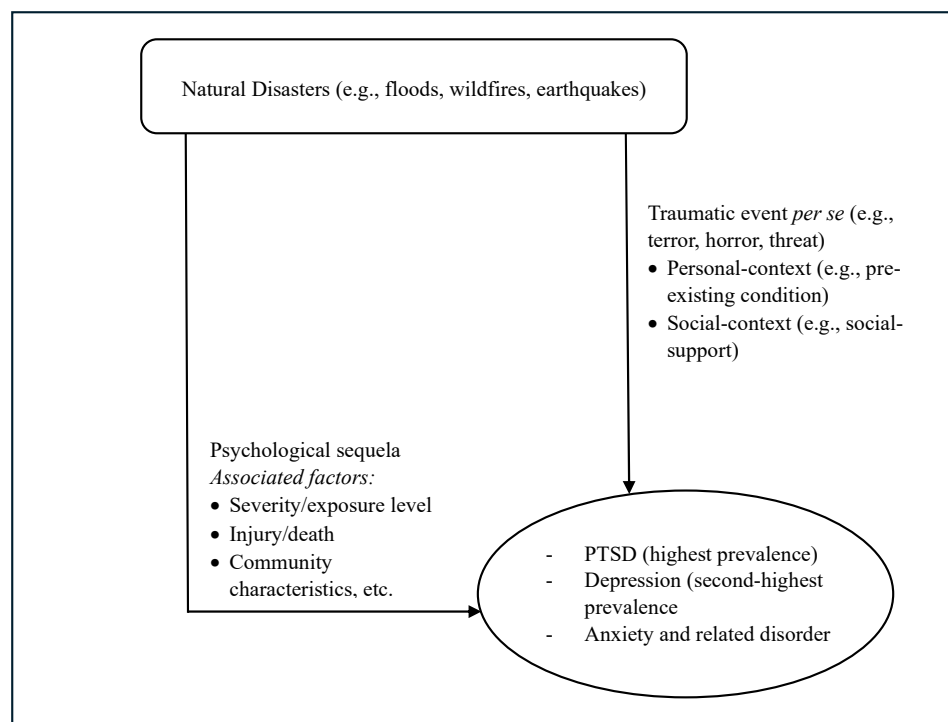 Natural Disasters (e.g., floods, wildfires, earthquakes)
Traumatic event per se (e.g.,
terror, horror, threat)
• Personal-context (e.g., pre-
existing condition)
• Social-context (e.g., social-
support)
Psychological sequela
Associated factors:
• Severity/exposure level
• Injury/death
• Community
characteristics, etc.
- PTSD (highest prevalence)
- Depression (second-highest
prevalence
- Anxiety and related disorder